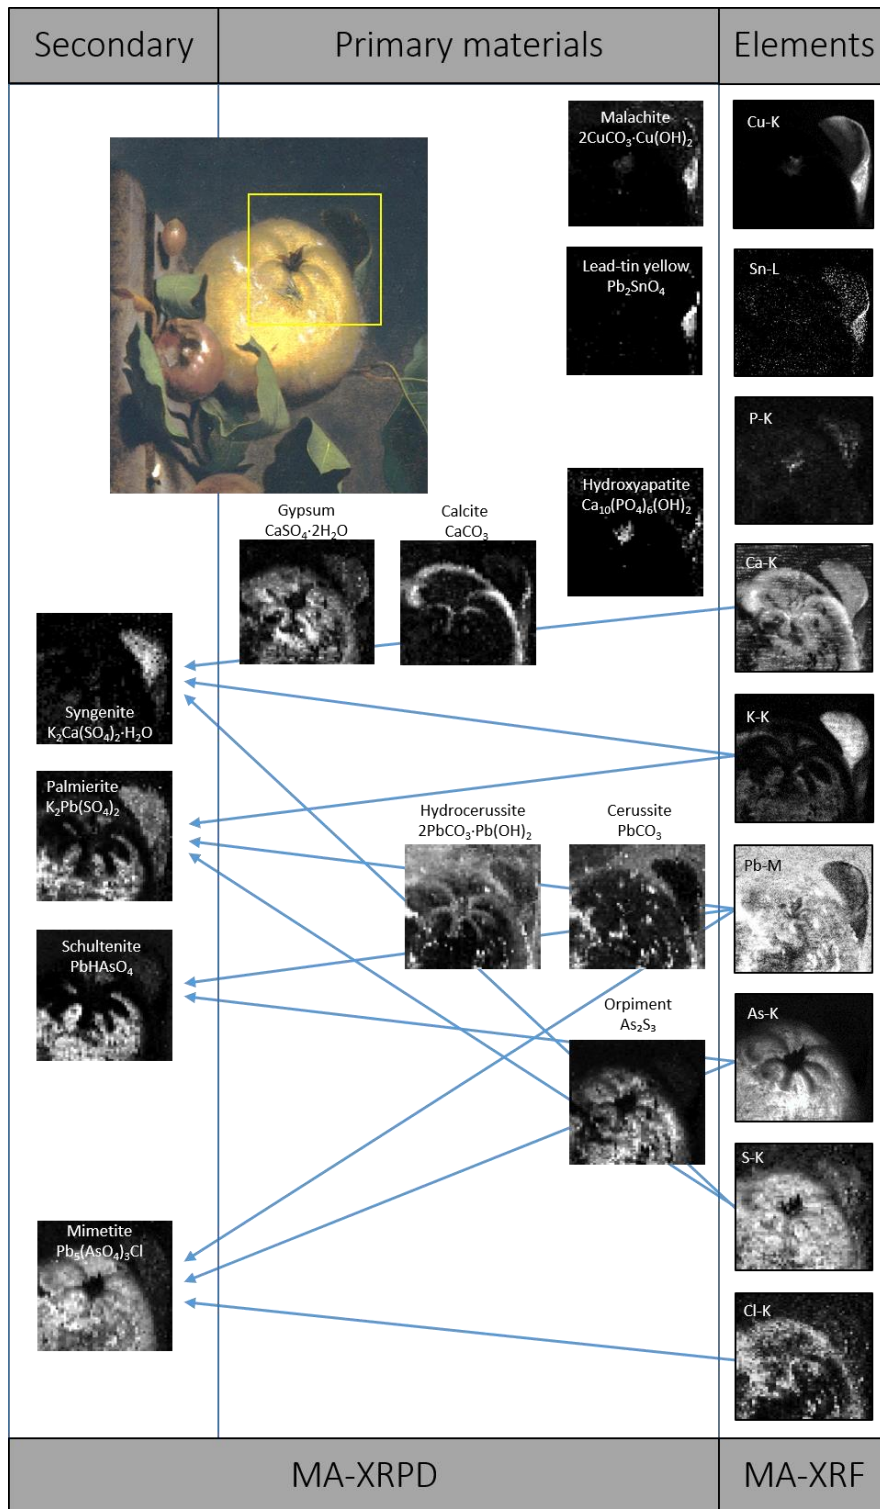 Secondary
Primary materials
Elements
Malachite
2CuCO₃·Cu(OH)₂
Cu-K
Lead-tin yellow
Pb₂SnO₄
Sn-L
P-K
Hydroxyapatite
Ca₁₀(PO₄)₆(OH)₂
Gypsum
CaSO₄·2H₂O
Calcite
CaCO₃
Ca-K
Syngenite
K₂Ca(SO₄)₂·H₂O
K-K
Palmierite
K₂Pb(SO₄)₂
Hydrocerussite
2PbCO₃·Pb(OH)₂
Cerussite
PbCO₃
Pb-M
Schultenite
PbHAsO₄
Orpiment
As₂S₃
As-K
S-K
Mimetite
Pb₅(AsO₄)₃Cl
Cl-K
MA-XRPD
MA-XRF